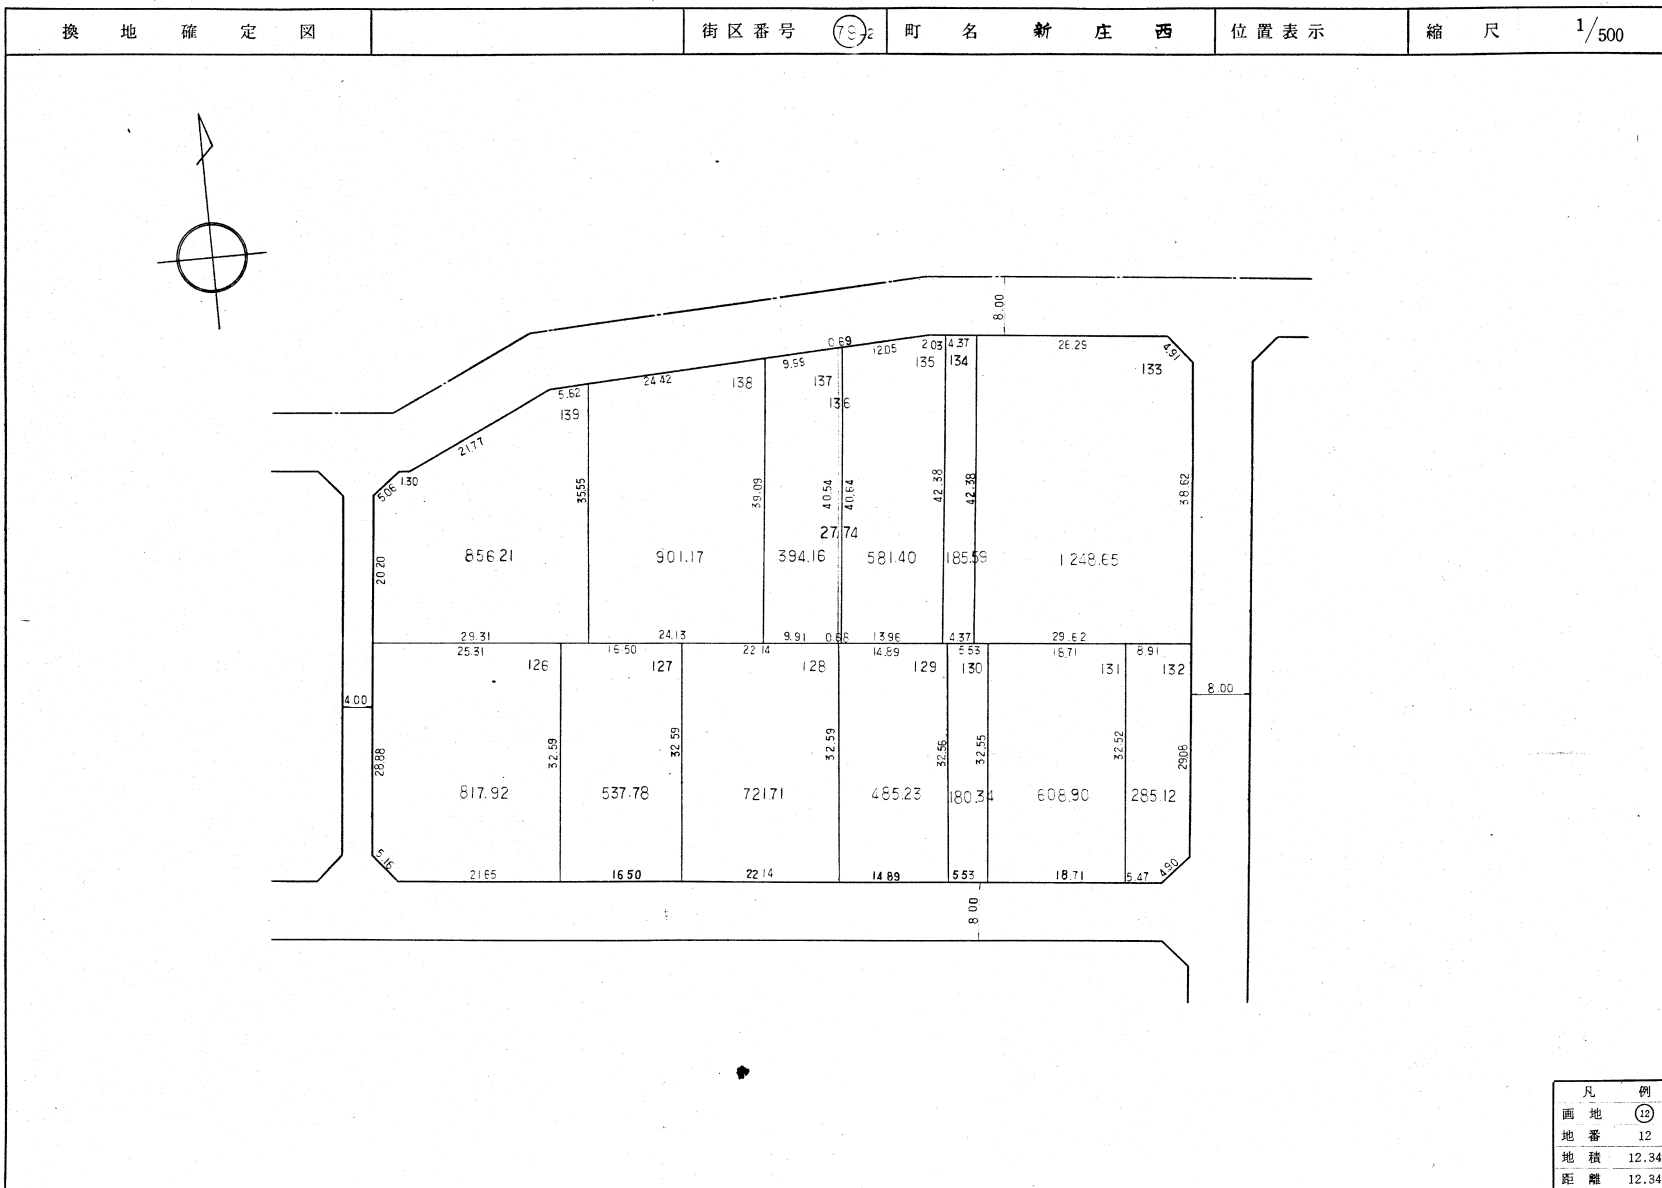 換地確定図 街区番号 79-2 町名 新庄西 位置表示 縮尺 1/500
8.00
0.69
12.05 2.03 4.37 26.29 4.91
9.99 135 134 133
24.42 138 137
5.62 136
139
21.77
5.06 1.30
35.55 39.09 40.54 40.64 42.38 42.38 38.62
27.74
856.21 901.17 394.16 581.40 185.59 1248.65
20.20
29.31 24.13 9.91 0.68 13.96 4.37 29.62
25.31 16.50 22.14 14.89 5.53 18.71 8.91
126 127 128 129 130 131 132
4.00 8.00
28.88 32.59 32.59 32.59 32.56 32.55 32.52 29.08
817.92 537.78 721.71 485.23 180.34 608.90 285.12
5.16 4.90
21.65 16.50 22.14 14.89 5.53 18.71 5.47
8.00
凡例
画地 12
地番 12
地積 12.34
距離 12.34